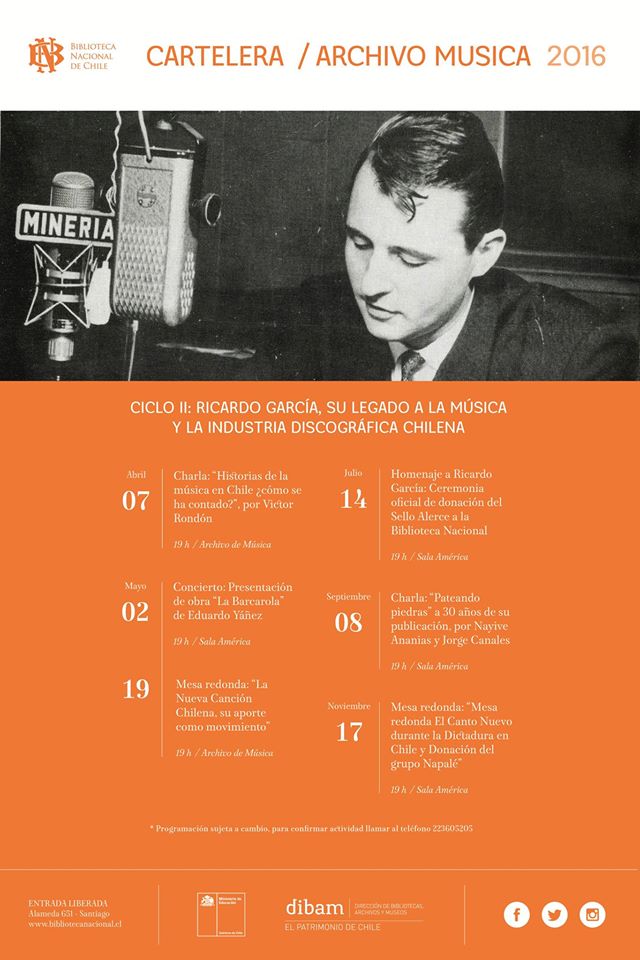 BIBLIOTECA
NACIONAL
DE CHILE
CARTELERA / ARCHIVO MUSICA 2016
MINERIA
CICLO II: RICARDO GARCÍA, SU LEGADO A LA MÚSICA
Y LA INDUSTRIA DISCOGRÁFICA CHILENA
Abril
07
Charla: “Historias de la
música en Chile ¿cómo se
ha contado?”, por Victor
Rondón
19 h / Archivo de Música
Mayo
02
Concierto: Presentación
de obra “La Barcarola”
de Eduardo Yáñez
19 h / Sala América
19
Mesa redonda: “La
Nueva Canción
Chilena, su aporte
como movimiento”
19 h / Archivo de Música
Julio
14
Homenaje a Ricardo
García: Ceremonia
oficial de donación del
Sello Alerce a la
Biblioteca Nacional
19 h / Sala América
Septiembre
08
Charla: “Pateando
piedras” a 30 años de su
publicación, por Nayive
Ananias y Jorge Canales
19 h / Sala América
Noviembre
17
Mesa redonda: “Mesa
redonda El Canto Nuevo
durante la Dictadura en
Chile y Donación del
grupo Napalé”
19 h / Sala América
* Programación sujeta a cambio, para confirmar actividad llamar al teléfono 223605205
ENTRADA LIBERADA
Alameda 651 - Santiago
www.bibliotecanacional.cl
Ministerio de
Educación
Gobierno de Chile
dibam
DIRECCIÓN DE BIBLIOTECAS,
ARCHIVOS Y MUSEOS
EL PATRIMONIO DE CHILE